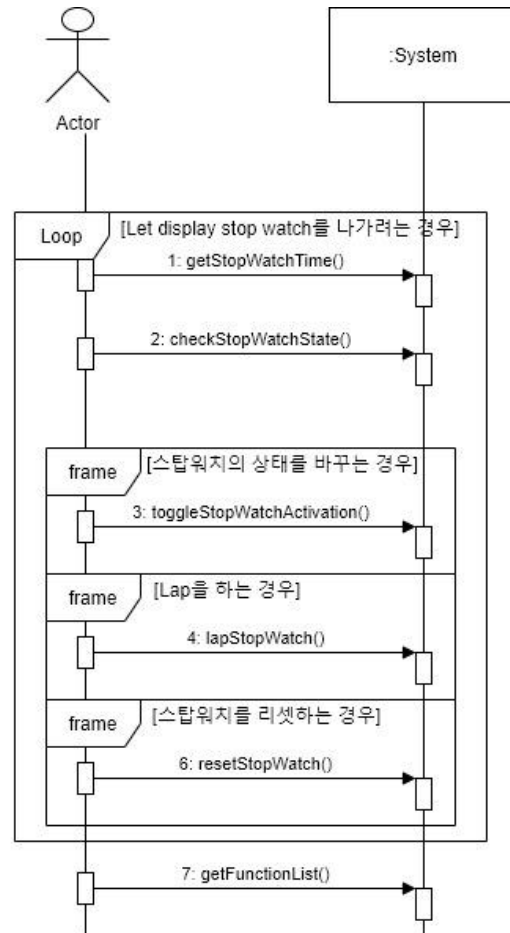 Actor
:System
Loop
[Let display stop watch를 나가려는 경우]
1: getStopWatchTime()
2: checkStopWatchState()
frame
[스탑워치의 상태를 바꾸는 경우]
3: toggleStopWatchActivation()
frame
[Lap을 하는 경우]
4: lapStopWatch()
frame
[스탑워치를 리셋하는 경우]
6: resetStopWatch()
7: getFunctionList()